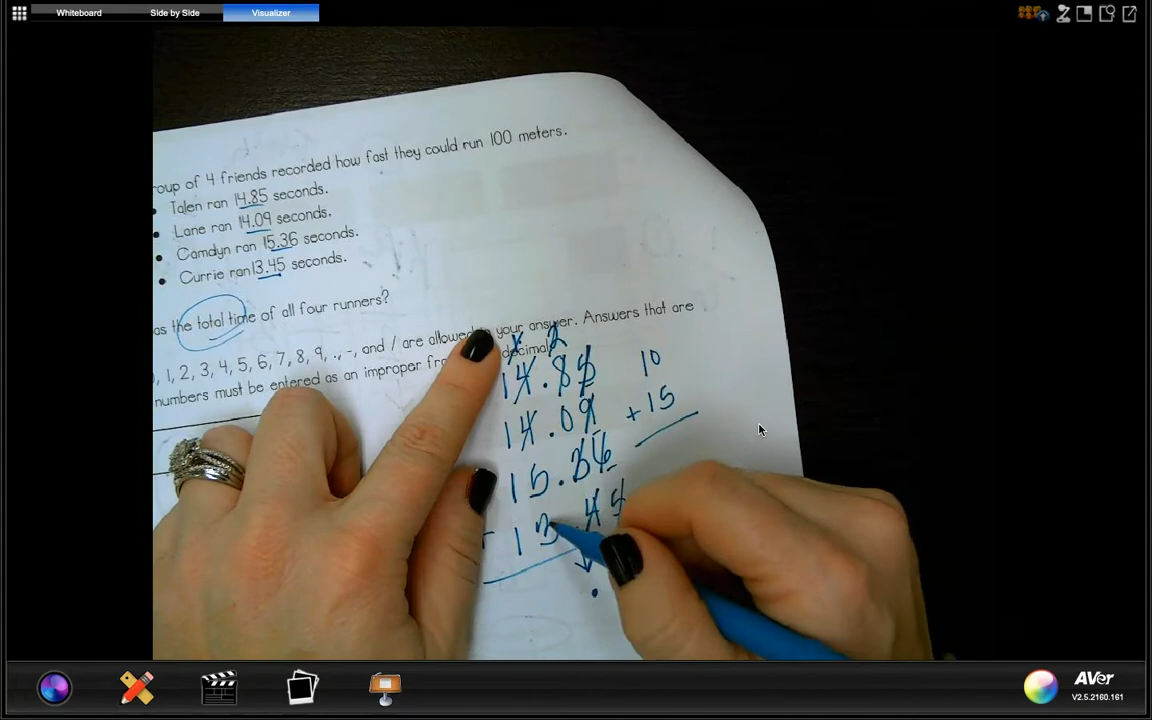 Whiteboard Side by Side Visualizer
roup of 4 friends recorded how fast they could run 100 meters.
• Talen ran 14.85 seconds.
• Lane ran 14.09 seconds.
• Camdyn ran 15.36 seconds.
• Currie ran 13.45 seconds.
as the total time of all four runners?
1, 2, 3, 4, 5, 6, 7, 8, 9, ., -, and / are allowed your answer. Answers that are
numbers must be entered as an improper decimal
1 2
14.85
14.09
15.36
+ 13.45
10
+ 15
AVer
V2.5.2160.161